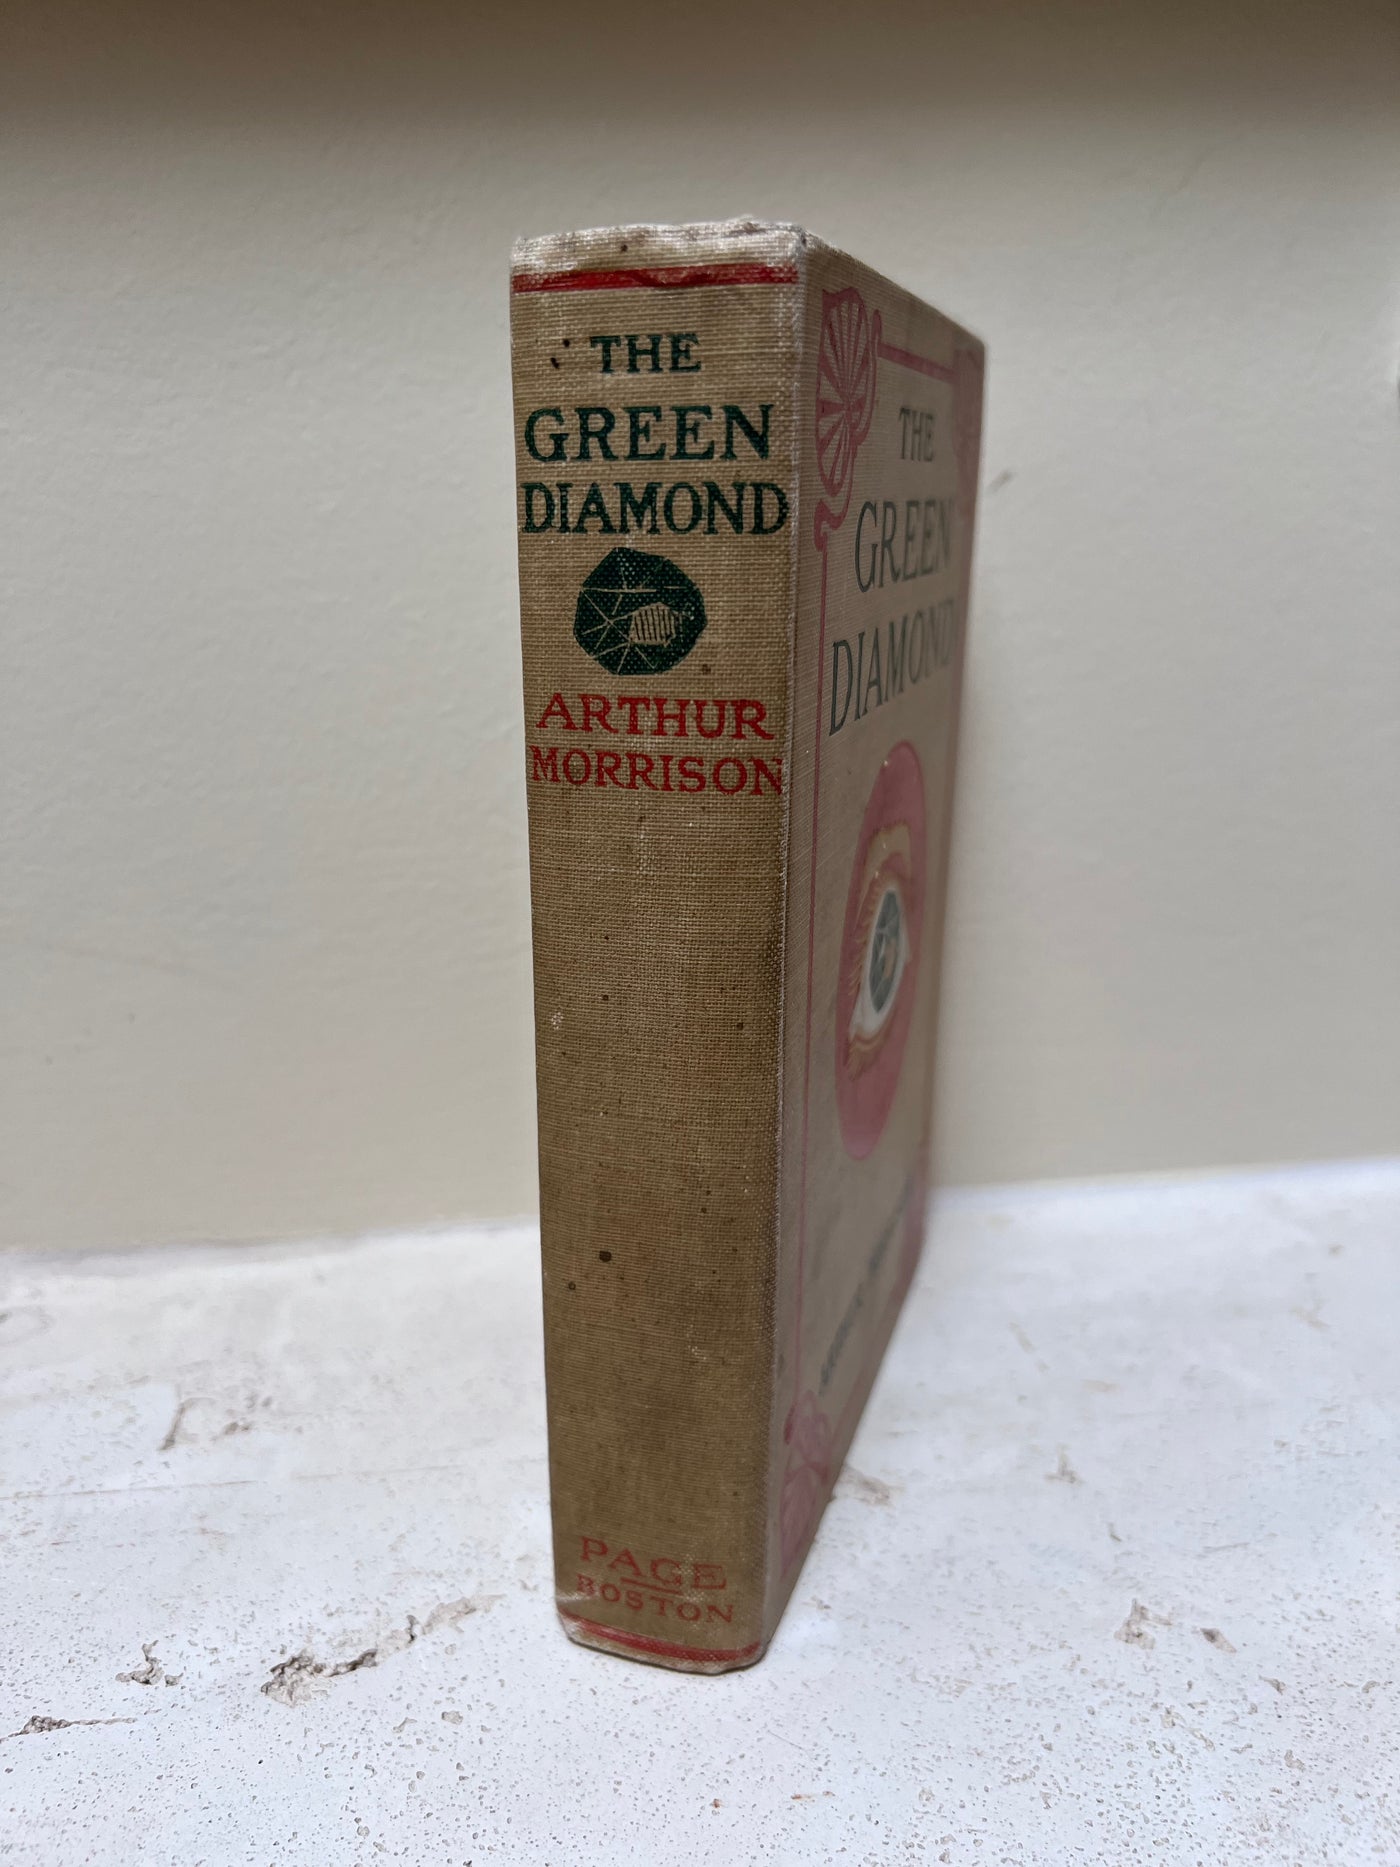 THE
GREEN
DIAMOND
ARTHUR
MORRISON
PAGE
BOSTON
THE
GREEN
DIAMOND